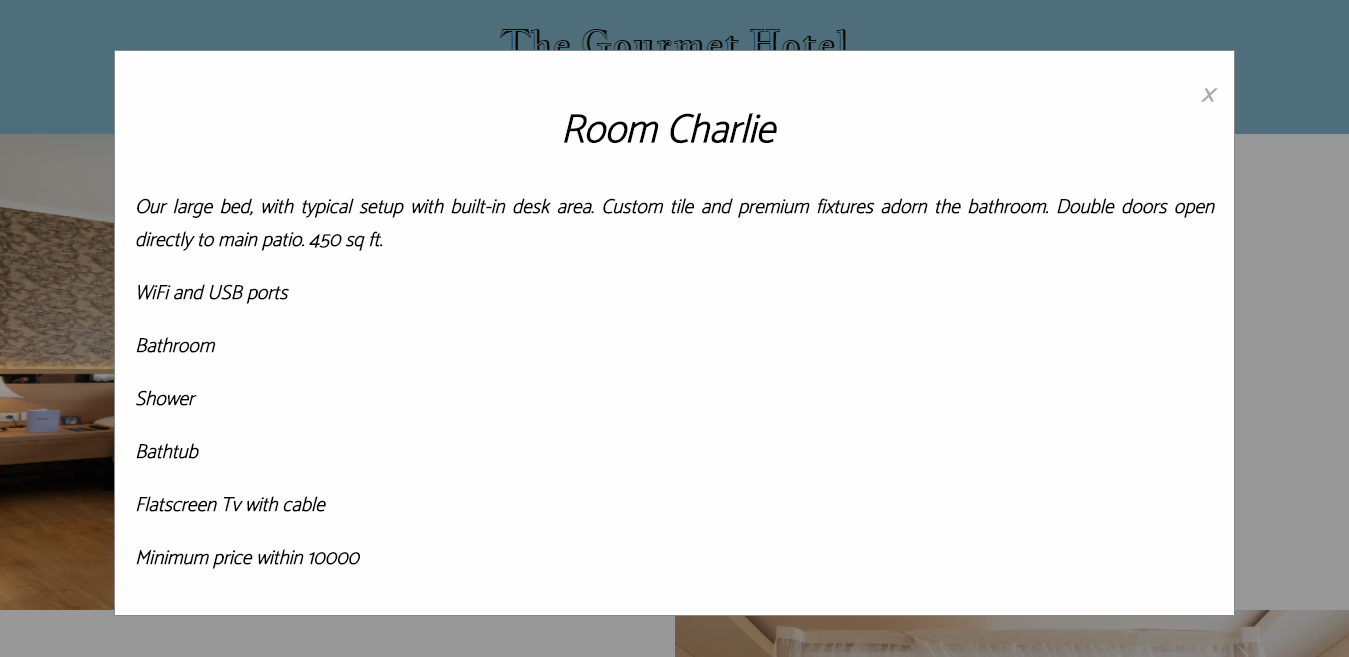 The Gourmet Hotel
x
Room Charlie
Our large bed, with typical setup with built-in desk area. Custom tile and premium fixtures adorn the bathroom. Double doors open
directly to main patio. 450 sq ft.
WiFi and USB ports
Bathroom
Shower
Bathtub
Flatscreen Tv with cable
Minimum price within 10000